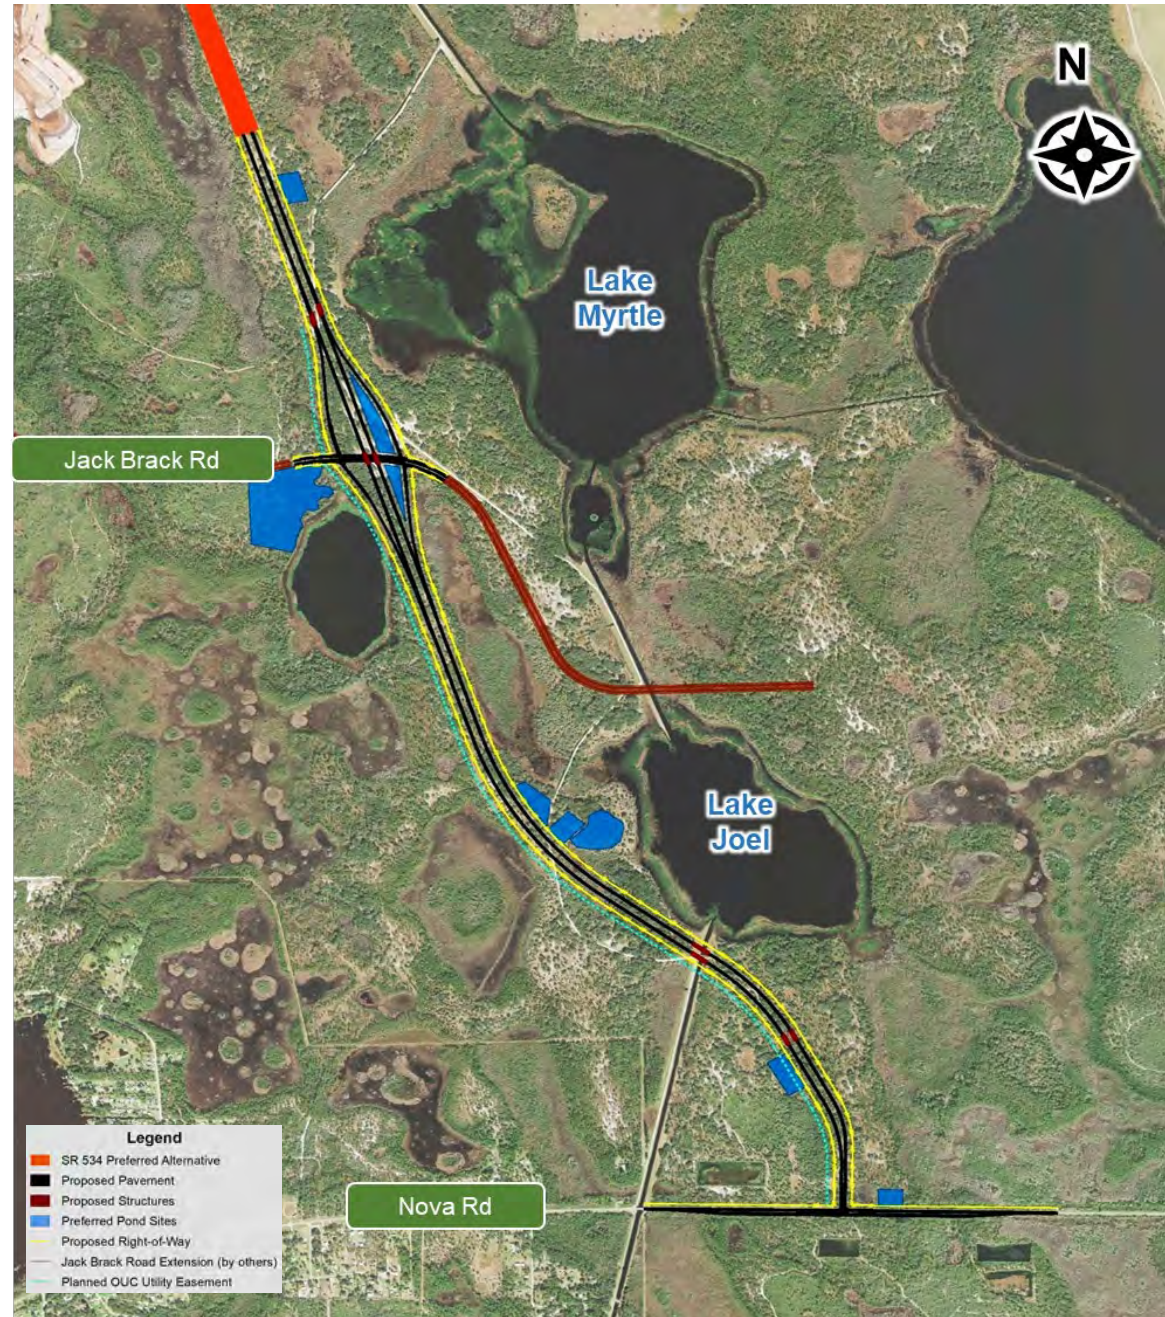 N
Lake
Myrtle
Jack Brack Rd
Lake
Joel
Nova Rd
Legend
SR 534 Preferred Alternative
Proposed Pavement
Proposed Structures
Preferred Pond Sites
Proposed Right-of-Way
Jack Brack Road Extension (by others)
Planned OUC Utility Easement